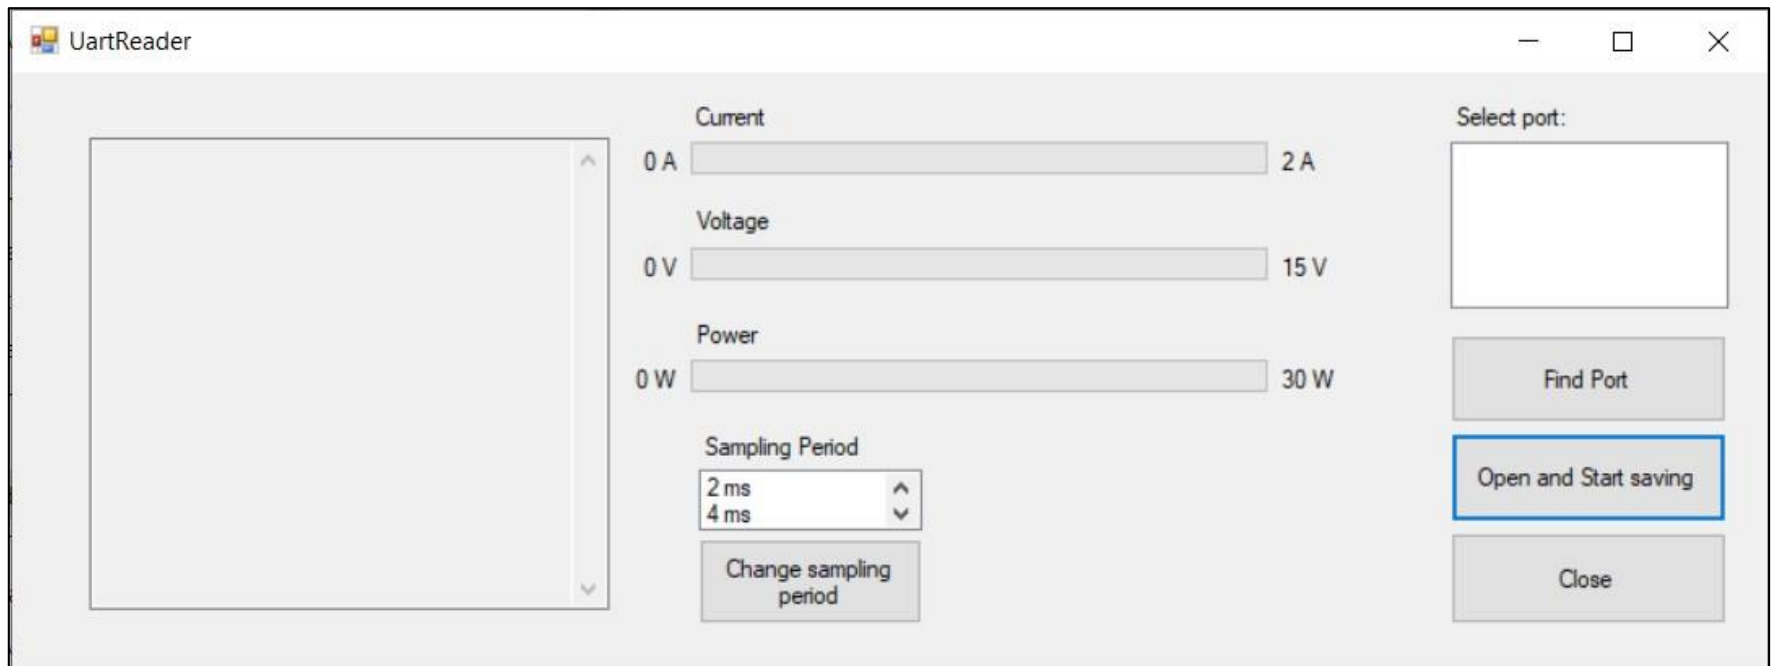 UartReader
Current
0 A
2 A
Voltage
0 V
15 V
Power
0 W
30 W
Sampling Period
2 ms
4 ms
Change sampling
period
Select port:
Find Port
Open and Start saving
Close